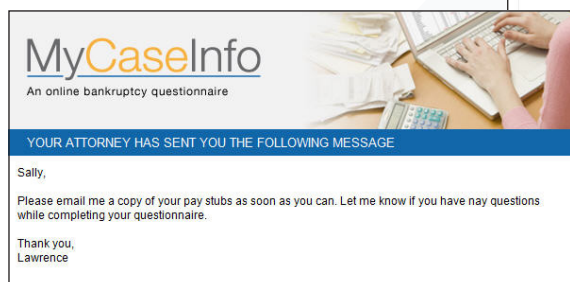 MyCaseInfo
An online bankruptcy questionnaire
YOUR ATTORNEY HAS SENT YOU THE FOLLOWING MESSAGE
Sally,
Please email me a copy of your pay stubs as soon as you can. Let me know if you have nay questions
while completing your questionnaire.
Thank you,
Lawrence